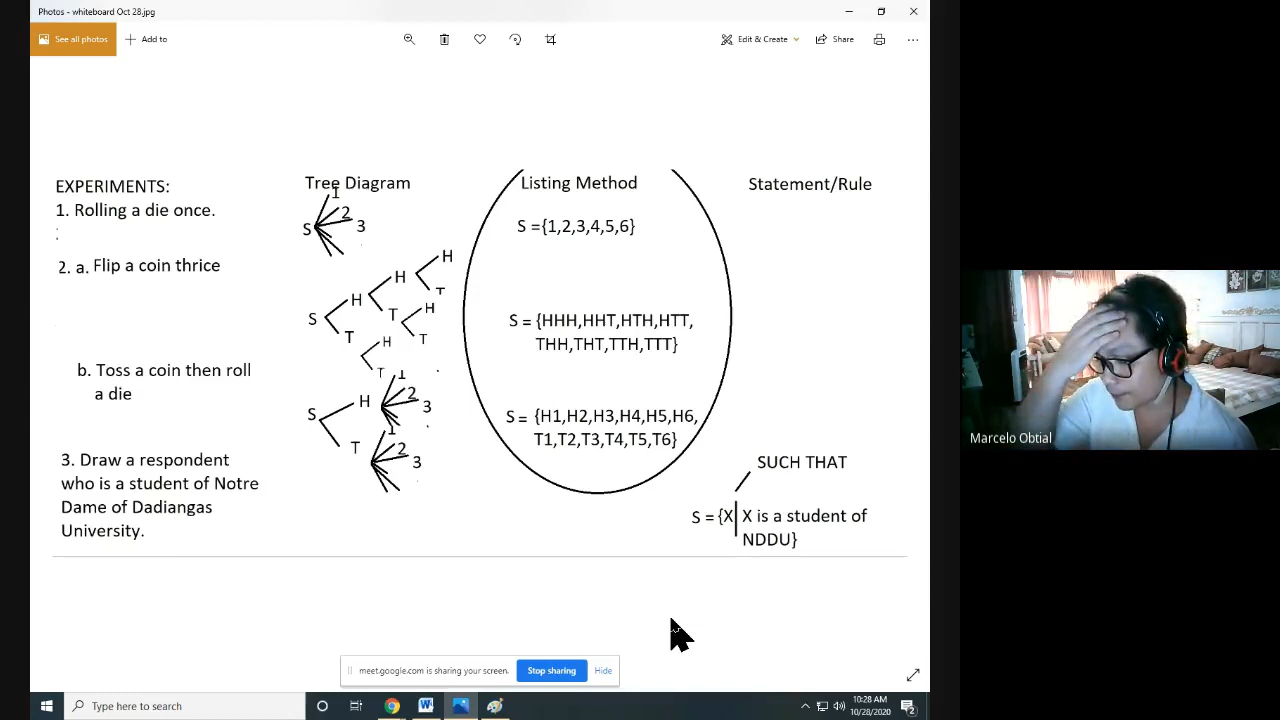 Photos - whiteboard Oct 28.jpg
See all photos
Add to
Edit & Create
Share
EXPERIMENTS:
Tree Diagram
Listing Method
Statement/Rule
1. Rolling a die once.
S
1
2
3
S ={1,2,3,4,5,6}
2. a. Flip a coin thrice
S
H
T
H
T
H
T
H
T
H
T
S = {HHH,HHT,HTH,HTT,
THH,THT,TTH,TTT}
b. Toss a coin then roll
a die
S
H
T
1
2
3
1
2
3
S = {H1,H2,H3,H4,H5,H6,
T1,T2,T3,T4,T5,T6}
3. Draw a respondent
who is a student of Notre
Dame of Dadiangas
University.
SUCH THAT
S = {X| X is a student of
NDDU}
Marcelo Obtial
meet.google.com is sharing your screen.
Stop sharing
Hide
Type here to search
10:28 AM
10/28/2020
2